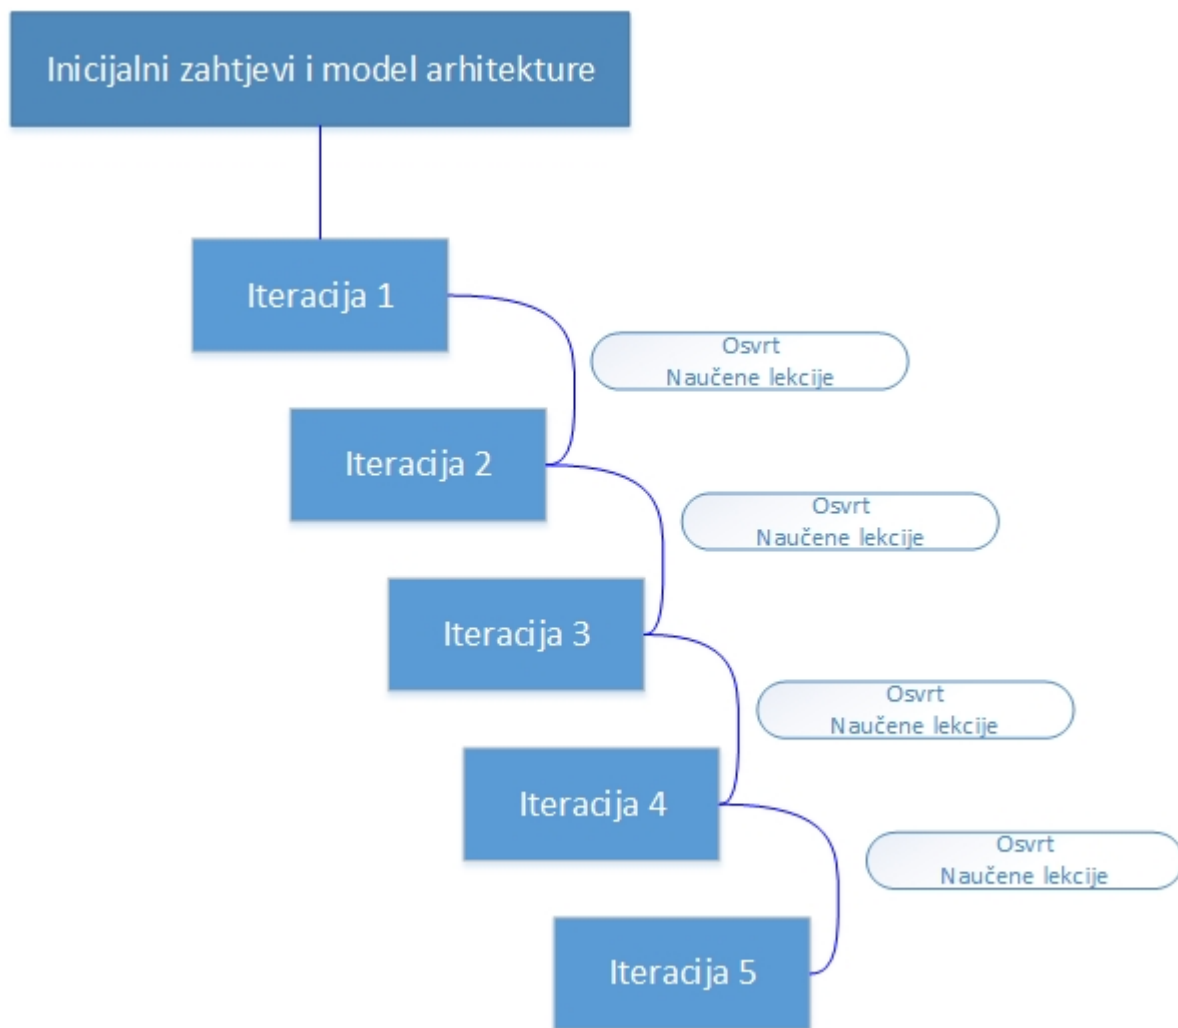 Inicijalni zahtjevi i model arhitekture
Iteracija 1
Osvrt
Naučene lekcije
Iteracija 2
Osvrt
Naučene lekcije
Iteracija 3
Osvrt
Naučene lekcije
Iteracija 4
Osvrt
Naučene lekcije
Iteracija 5